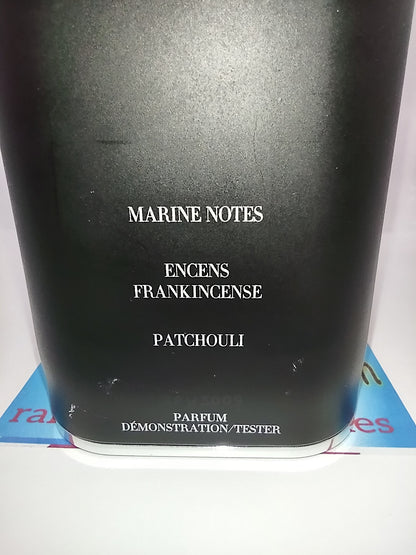 MARINE NOTES
ENCENS
FRANKINCENSE
PATCHOULI
PARFUM
DÉMONSTRATION/TESTER